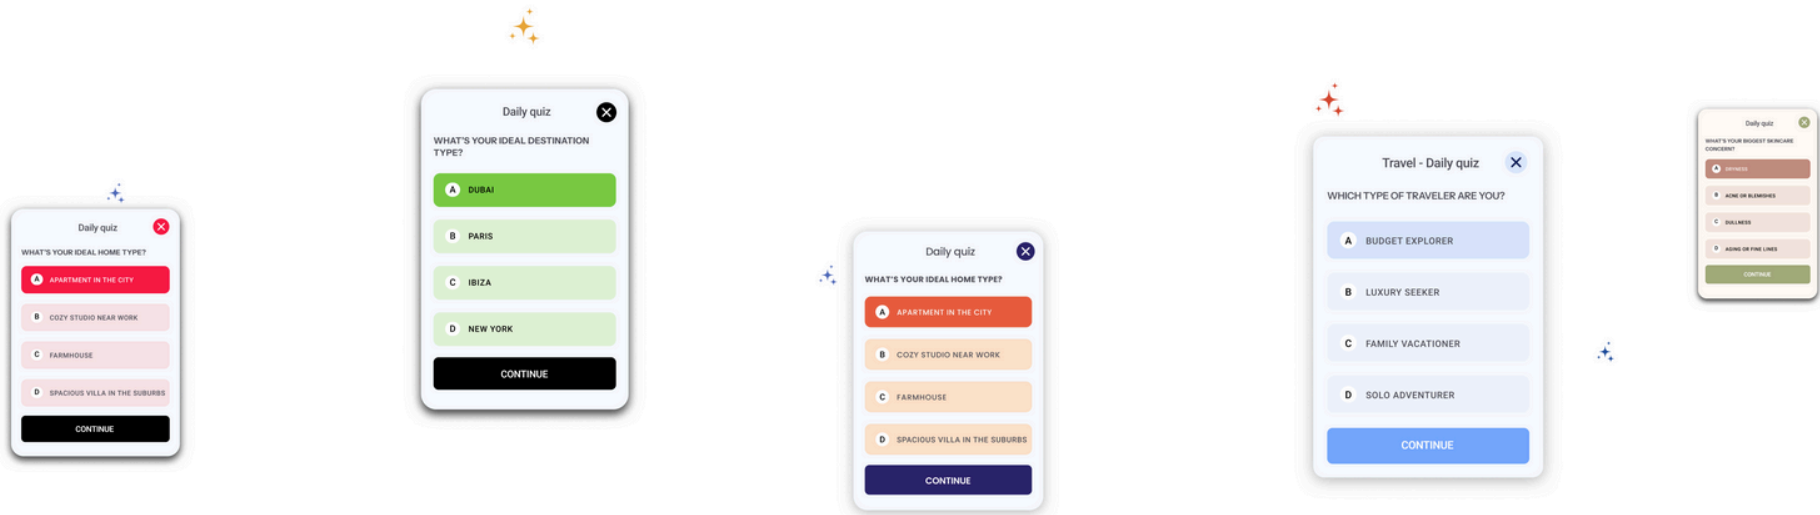 Daily quiz
WHAT'S YOUR IDEAL HOME TYPE?
A APARTMENT IN THE CITY
B COZY STUDIO NEAR WORK
C FARMHOUSE
D SPACIOUS VILLA IN THE SUBURBS
CONTINUE
Daily quiz
WHAT'S YOUR IDEAL DESTINATION
TYPE?
A DUBAI
B PARIS
C IBIZA
D NEW YORK
CONTINUE
Daily quiz
WHAT'S YOUR IDEAL HOME TYPE?
A APARTMENT IN THE CITY
B COZY STUDIO NEAR WORK
C FARMHOUSE
D SPACIOUS VILLA IN THE SUBURBS
CONTINUE
Travel - Daily quiz
WHICH TYPE OF TRAVELER ARE YOU?
A BUDGET EXPLORER
B LUXURY SEEKER
C FAMILY VACATIONER
D SOLO ADVENTURER
CONTINUE
Daily quiz
WHAT'S YOUR BIGGEST SKINCARE
CONCERN?
A DRYNESS
B ACNE OR BLEMISHES
C DULLNESS
D AGING OR FINE LINES
CONTINUE